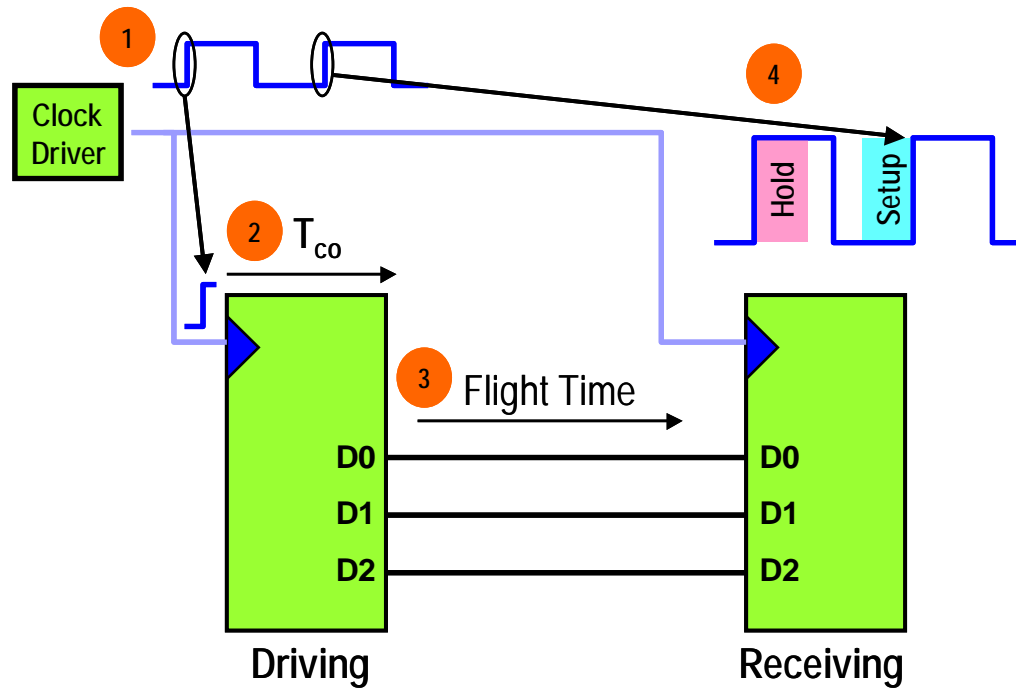 1
4
Clock
Driver
Hold
Setup
2
Tco
3
Flight Time
D0
D0
D1
D1
D2
D2
Driving
Receiving